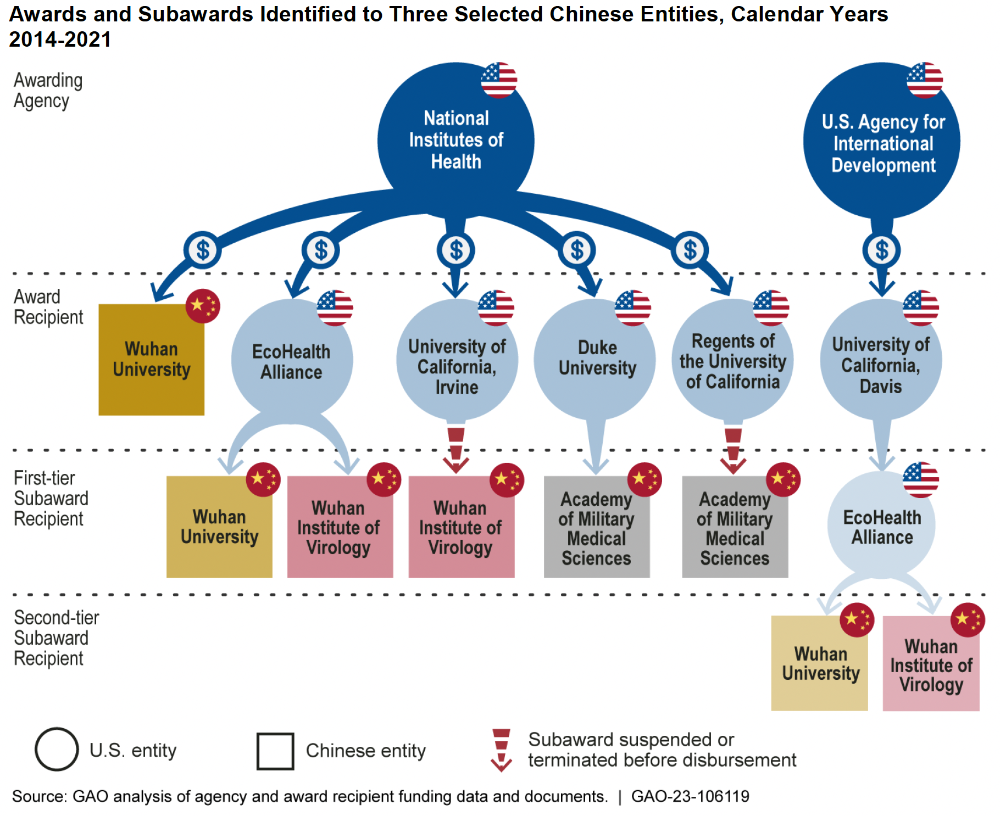 Awards and Subawards Identified to Three Selected Chinese Entities, Calendar Years
2014-2021
Awarding
Agency
National
Institutes of
Health
U.S. Agency for
International
Development
$
$
$
$
$
$
Award
Recipient
Wuhan
University
EcoHealth
Alliance
University of
California,
Irvine
Duke
University
Regents of
the University
of California
University of
California,
Davis
First-tier
Subaward
Recipient
Wuhan
University
Wuhan
Institute of
Virology
Wuhan
Institute of
Virology
Academy
of Military
Medical
Sciences
Academy
of Military
Medical
Sciences
EcoHealth
Alliance
Second-tier
Subaward
Recipient
Wuhan
University
Wuhan
Institute of
Virology
U.S. entity
Chinese entity
Subaward suspended or
terminated before disbursement
Source: GAO analysis of agency and award recipient funding data and documents. | GAO-23-106119